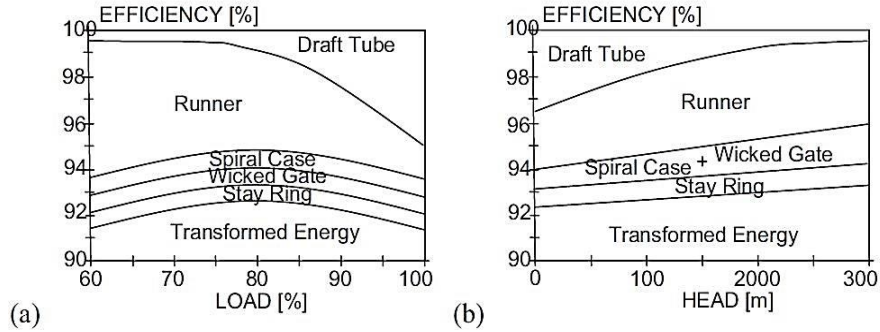 EFFICIENCY [%]
100
98
96
94
92
90
Draft Tube
Runner
Spiral Case
Wicked Gate
Stay Ring
Transformed Energy
60 70 80 90 100
(a) LOAD [%]
EFFICIENCY [%]
100
98
96
94
92
90
Draft Tube
Runner
Spiral Case + Wicked Gate
Stay Ring
Transformed Energy
0 100 2000 300
(b) HEAD [m]